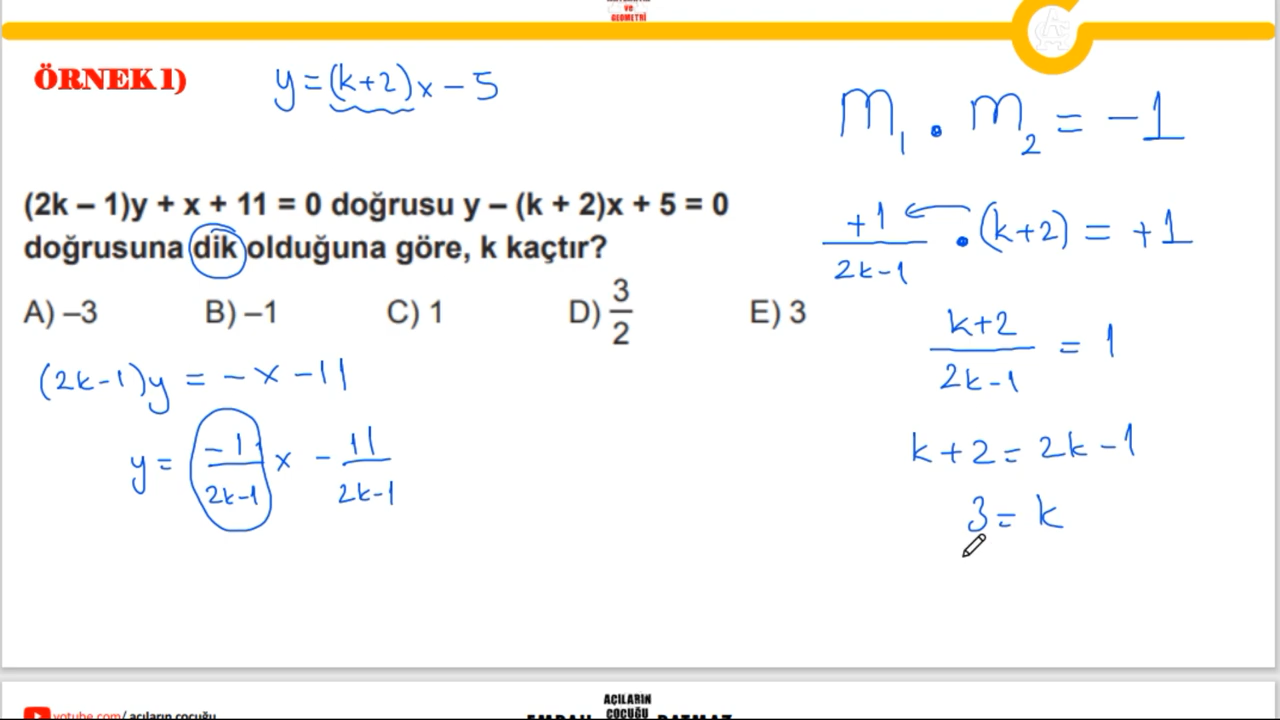 ve
GEOMETRİ
ÖRNEK 1)
y = (k+2)x - 5
(2k – 1)y + x + 11 = 0 doğrusu y – (k + 2)x + 5 = 0
doğrusuna dik olduğuna göre, k kaçtır?
A) –3 B) –1 C) 1 D) 3/2 E) 3
(2k-1)y = -x -11
y = -1/2k-1 x - 11/2k-1
m₁ . m₂ = -1
+1/2k-1 . (k+2) = +1
k+2/2k-1 = 1
k+2 = 2k-1
3 = k
AÇILARIN
ÇOCUĞU
youtube.com/ açıların çocuğu